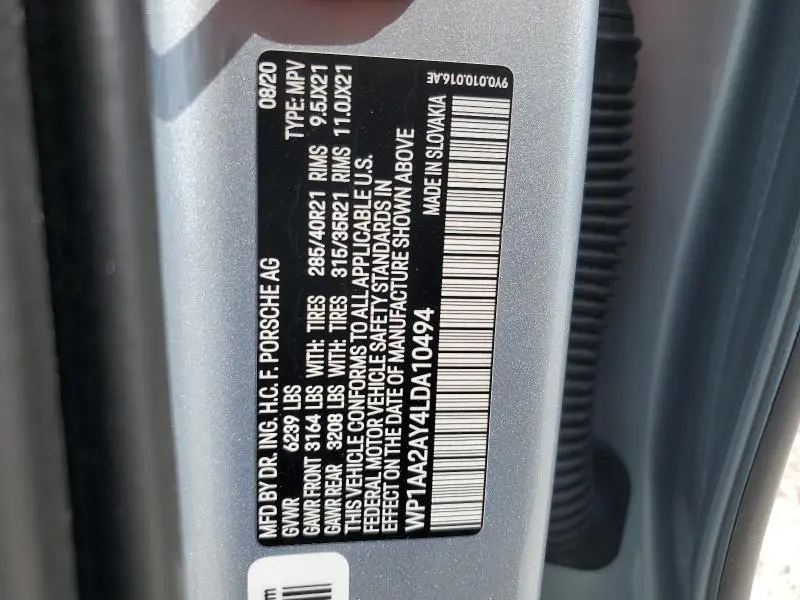 MFD BY DR. ING. H.C. F. PORSCHE AG 08/20
GVWR 6239 LBS TYPE: MPV
GAWR FRONT 3164 LBS WITH: TIRES 285/40R21 RIMS 9.5JX21
GAWR REAR 3208 LBS WITH: TIRES 315/35R21 RIMS 11.0JX21
THIS VEHICLE CONFORMS TO ALL APPLICABLE U.S.
FEDERAL MOTOR VEHICLE SAFETY STANDARDS IN
EFFECT ON THE DATE OF MANUFACTURE SHOWN ABOVE
WP1AA2AY4LDA10494 MADE IN SLOVAKIA
9Y0.010.016.AE